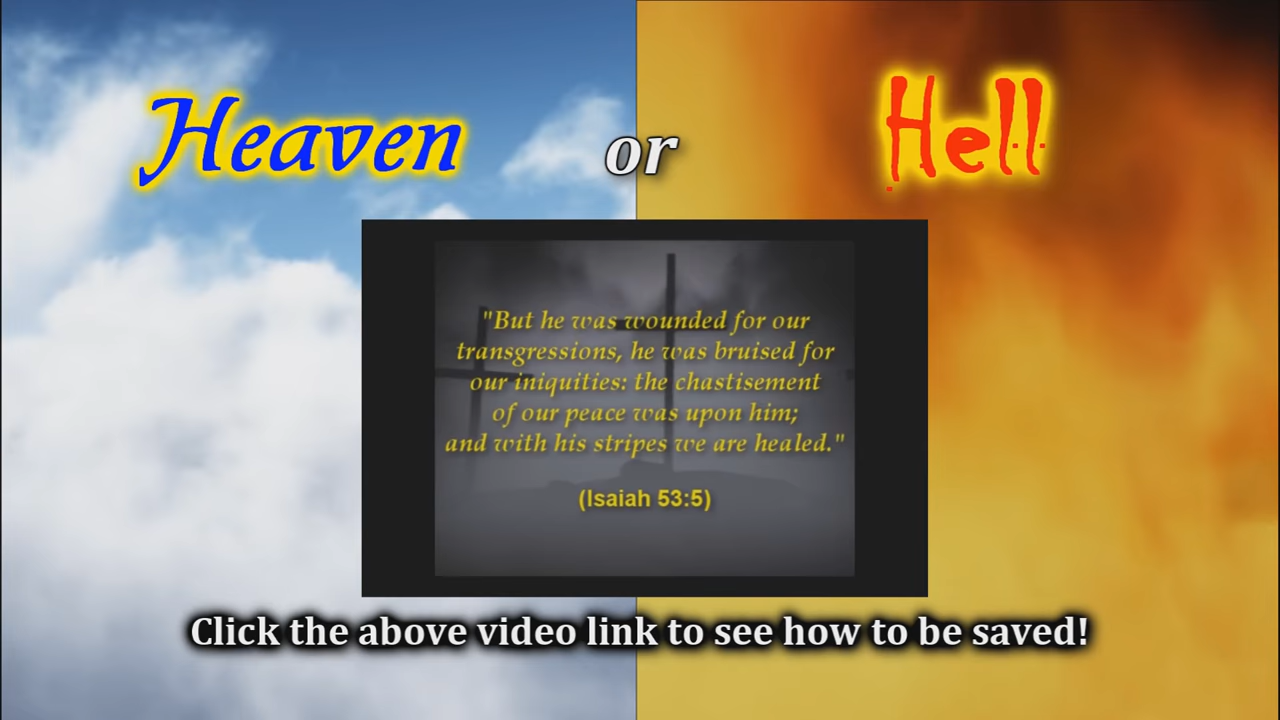 Heaven or Hell
"But he was wounded for our
transgressions, he was bruised for
our iniquities: the chastisement
of our peace was upon him;
and with his stripes we are healed."
(Isaiah 53:5)
Click the above video link to see how to be saved!